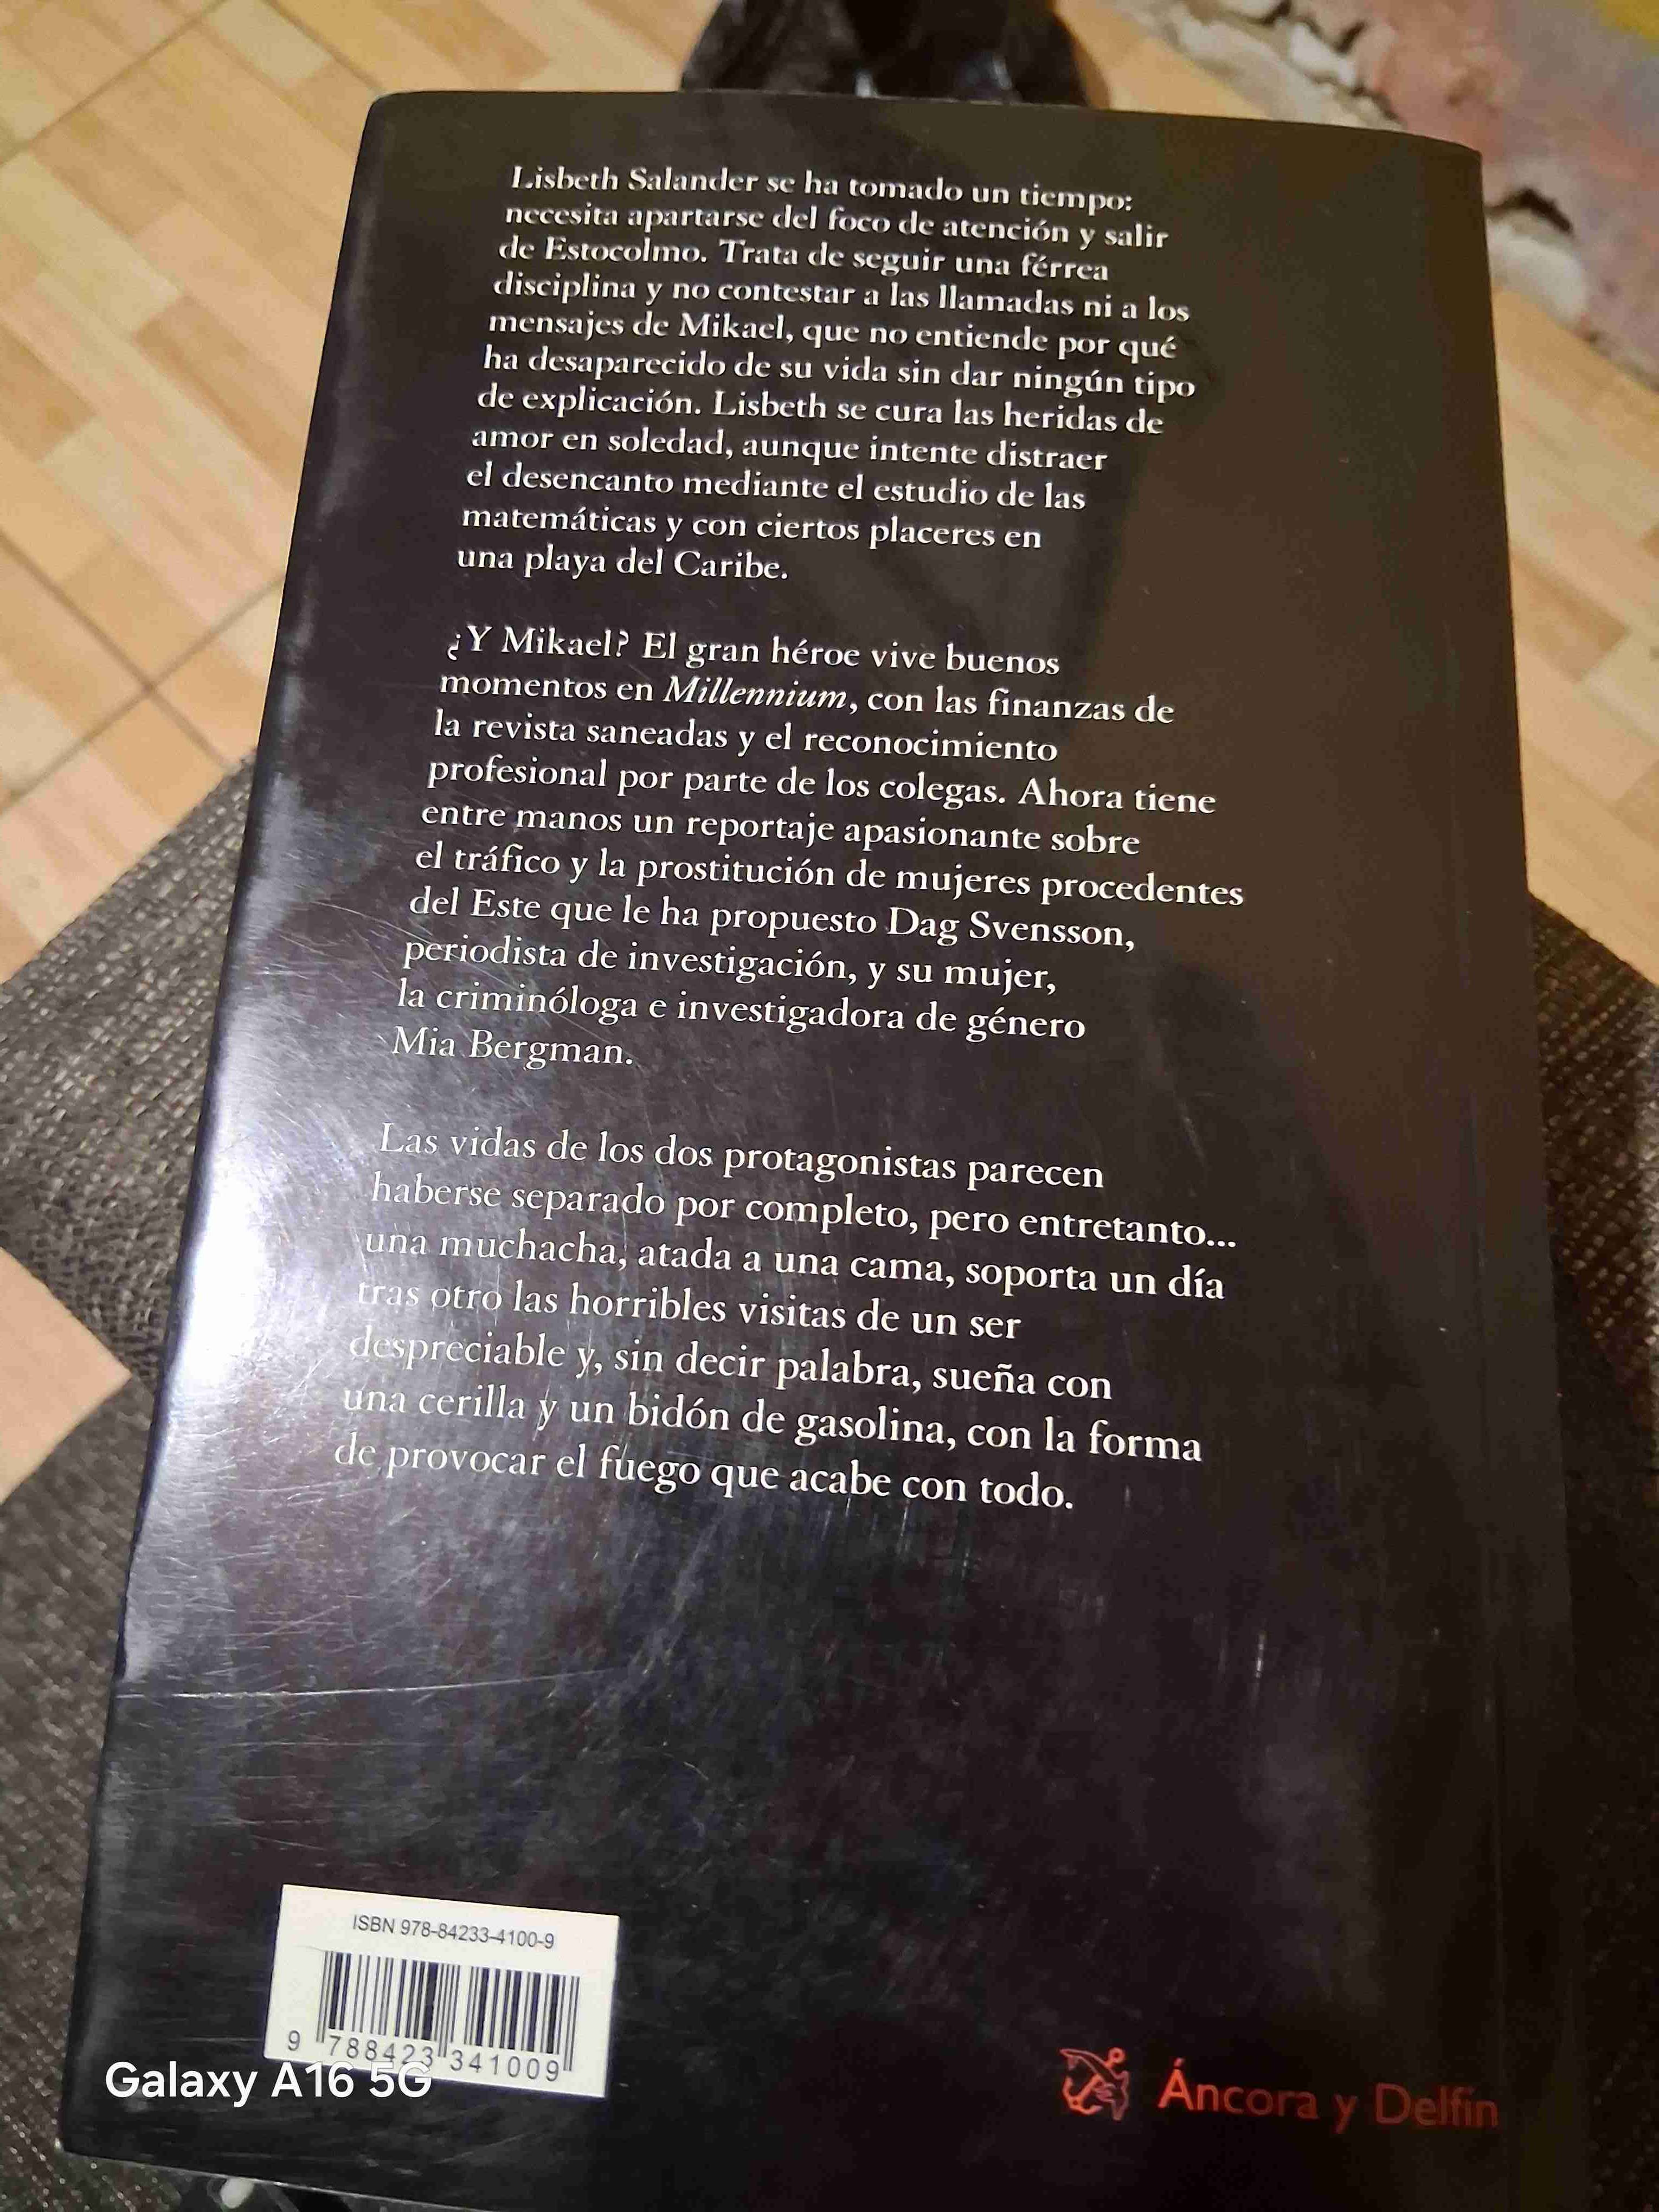 Lisbeth Salander se ha tomado un tiempo:
necesita apartarse del foco de atención y salir
de Estocolmo. Trata de seguir una férrea
disciplina y no contestar a las llamadas ni a los
mensajes de Mikael, que no entiende por qué
ha desaparecido de su vida sin dar ningún tipo
de explicación. Lisbeth se cura las heridas de
amor en soledad, aunque intente distraer
el desencanto mediante el estudio de las
matemáticas y con ciertos placeres en
una playa del Caribe.
¿Y Mikael? El gran héroe vive buenos
momentos en Millennium, con las finanzas de
la revista saneadas y el reconocimiento
profesional por parte de los colegas. Ahora tiene
entre manos un reportaje apasionante sobre
el tráfico y la prostitución de mujeres procedentes
del Este que le ha propuesto Dag Svensson,
periodista de investigación, y su mujer,
la criminóloga e investigadora de género
Mia Bergman.
Las vidas de los dos protagonistas parecen
haberse separado por completo, pero entretanto...
una muchacha, atada a una cama, soporta un día
tras otro las horribles visitas de un ser
despreciable y, sin decir palabra, sueña con
una cerilla y un bidón de gasolina, con la forma
de provocar el fuego que acabe con todo.
ISBN 978-84233-4100-9
9 788423 341009
Galaxy A16 5G
Áncora y Delfín